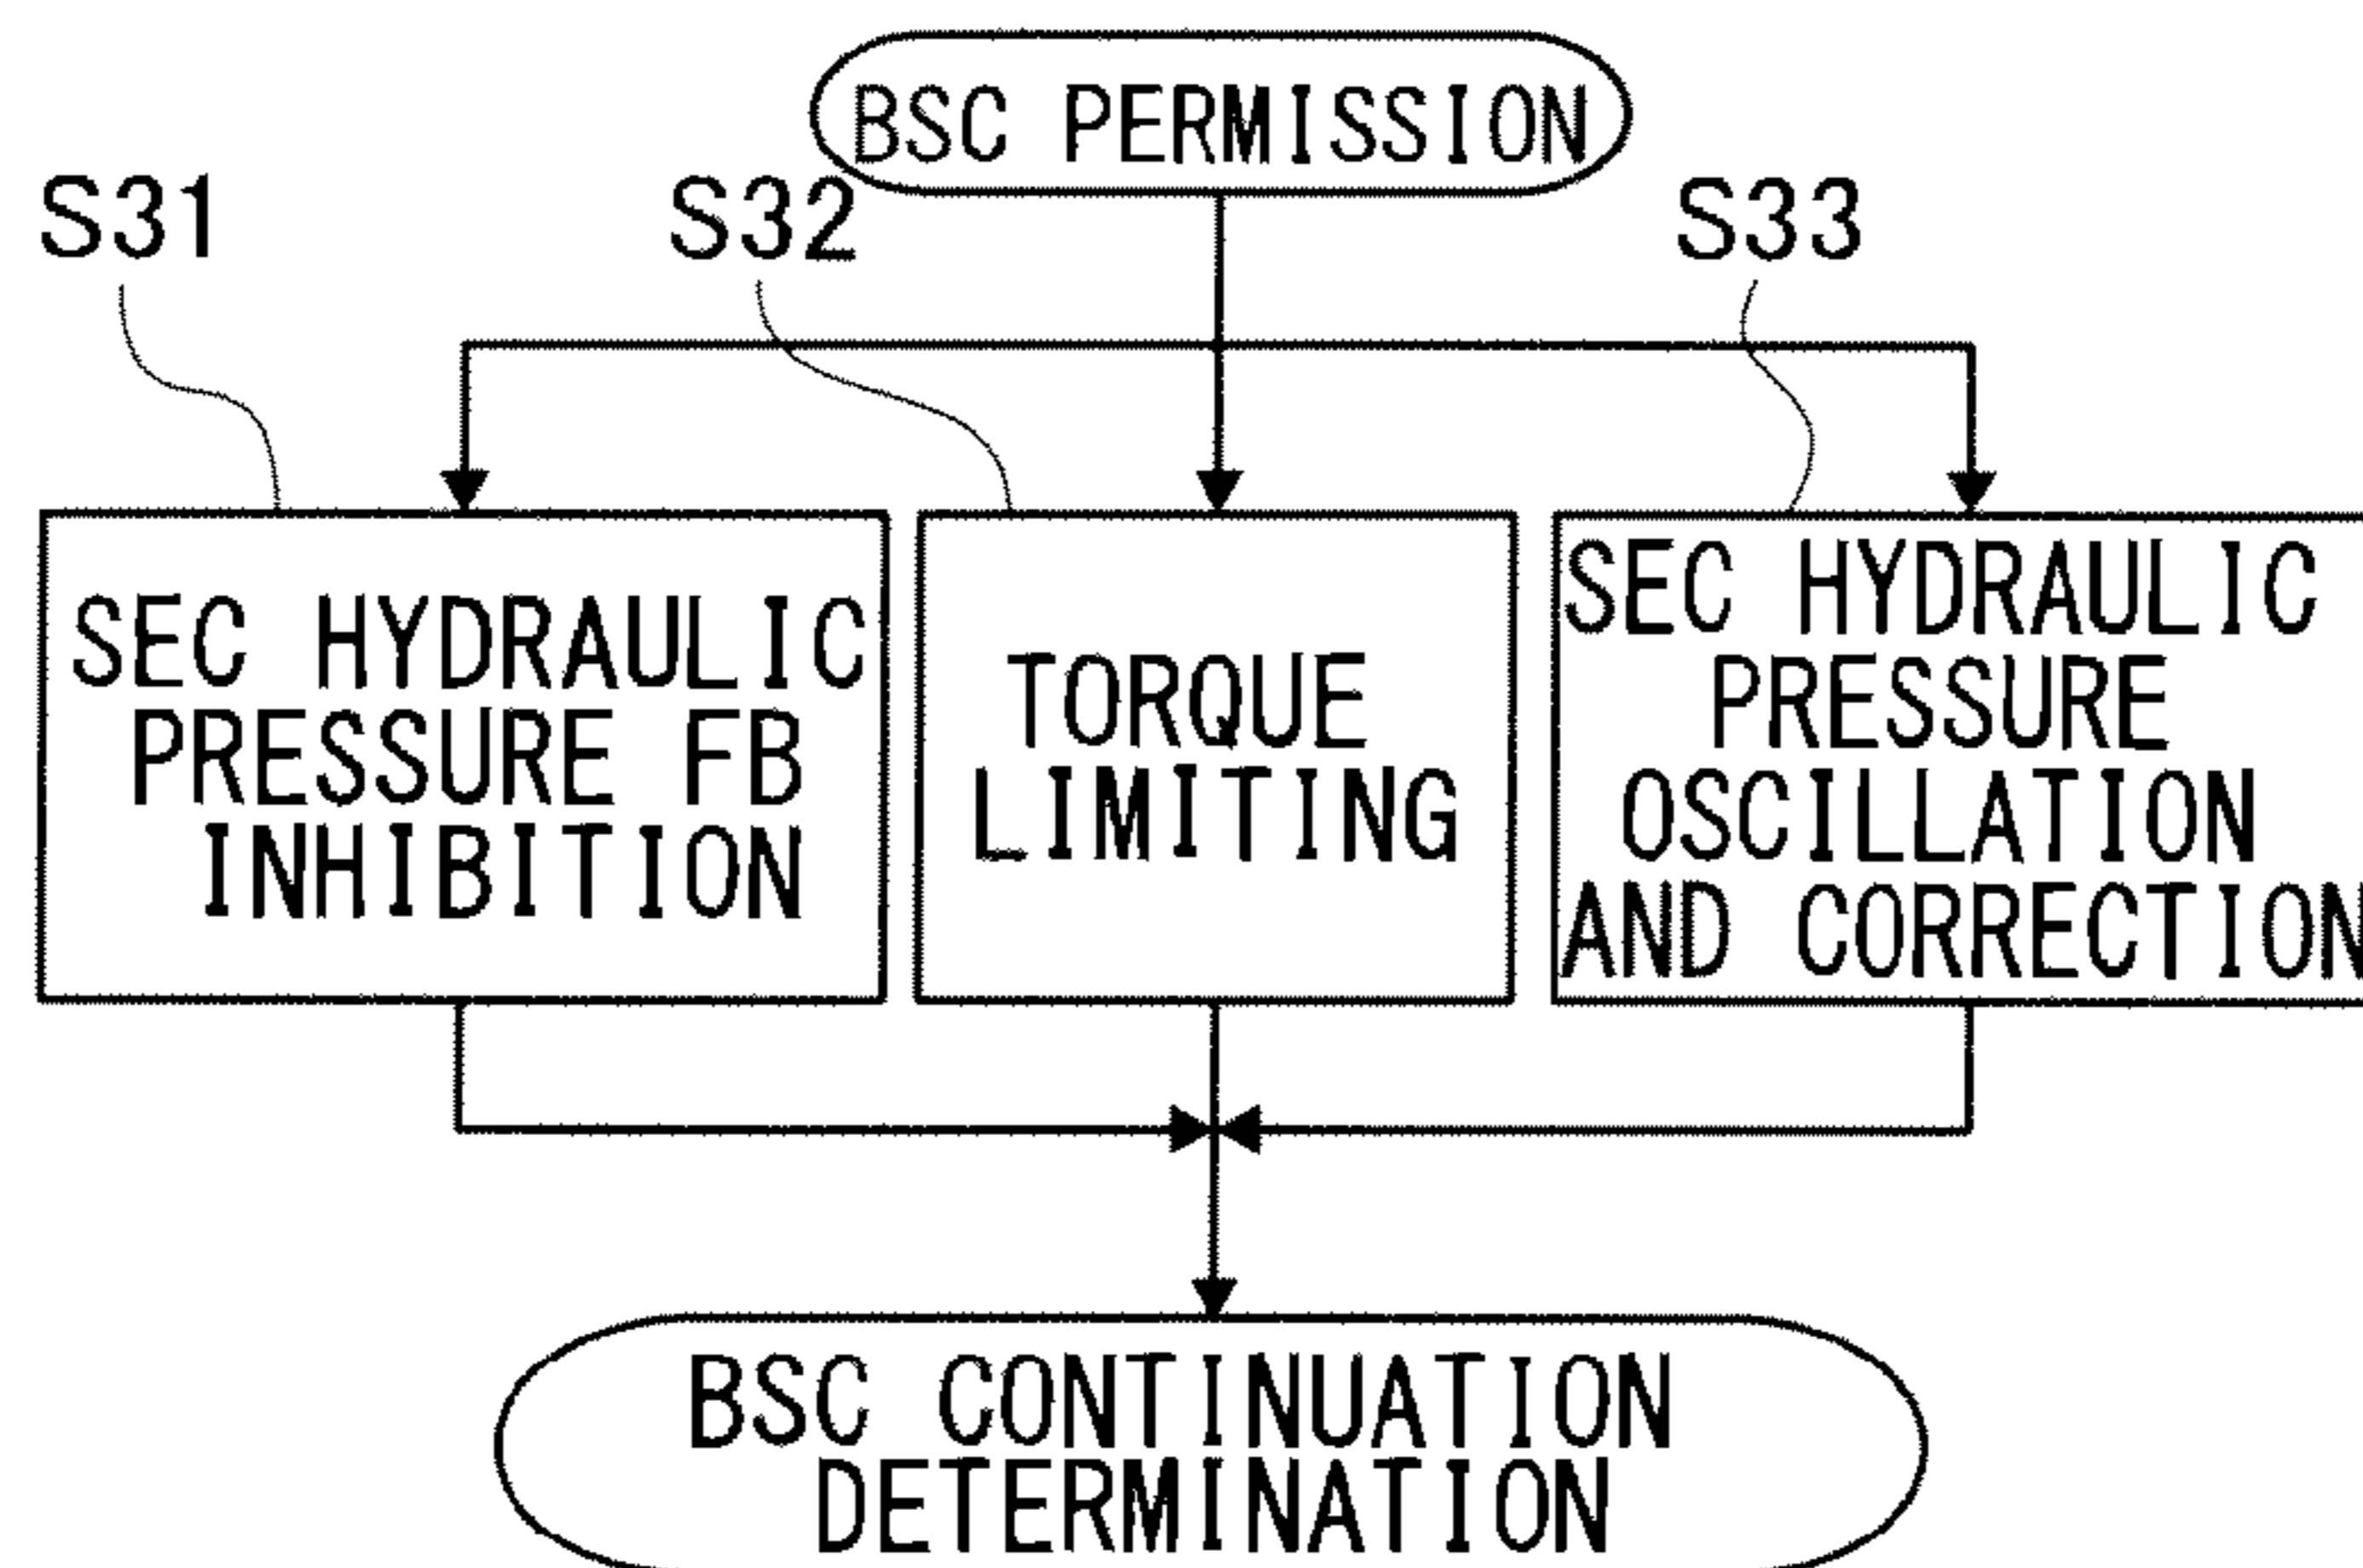 BSC PERMISSION
S31
S32
S33
SEC HYDRAULIC
PRESSURE FB
INHIBITION
TORQUE
LIMITING
SEC HYDRAULIC
PRESSURE
OSCILLATION
AND CORRECTION
BSC CONTINUATION
DETERMINATION